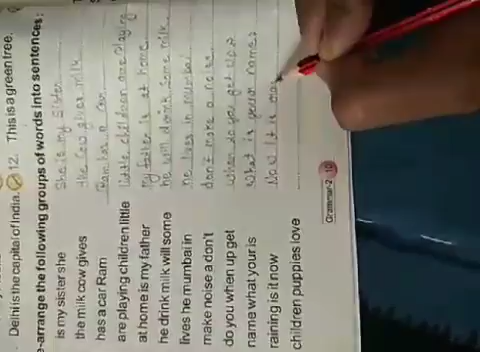 Delhi is the capital of India.
12. This is a green tree.
e-arrange the following groups of words into sentences:
is my sister she She is my Sister
the milk cow gives the Cow gives milk
has a car Ram Ram has a Car
are playing children little little children are playing
at home is my father My father is at home
he drink milk will some he will drink some milk
lives he mumbai in he lives in mumbai
make noise a don't don't make a noise
do you when up get when do you get up
name what your is what is your name
raining is it now Now it is
children puppies love
Grammar-2 10